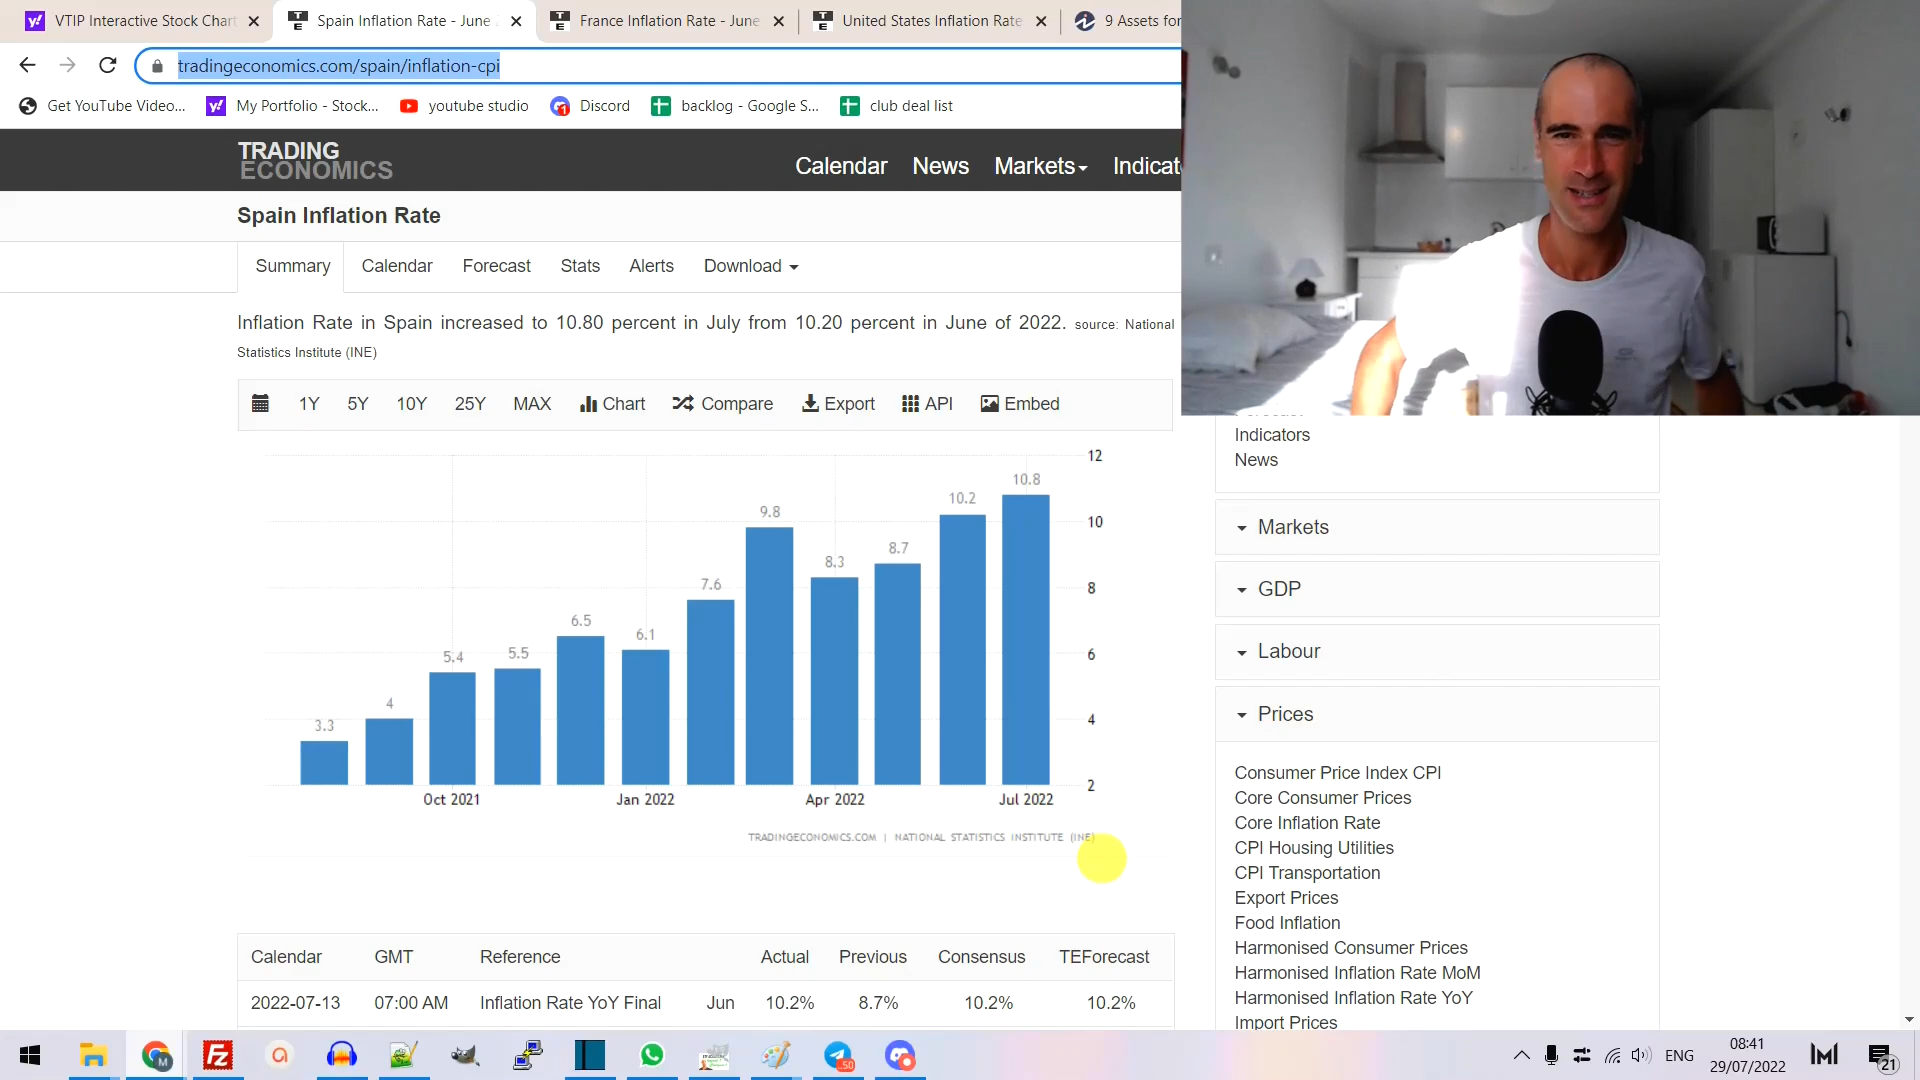 VTIP Interactive Stock Chart
Spain Inflation Rate - June
France Inflation Rate - June
United States Inflation Rate
9 Assets for
tradingeconomics.com/spain/inflation-cpi
Get YouTube Video...
My Portfolio - Stock...
youtube studio
Discord
backlog - Google S...
club deal list
TRADING
ECONOMICS
Calendar News Markets
Spain Inflation Rate
Summary Calendar Forecast Stats Alerts Download
Inflation Rate in Spain increased to 10.80 percent in July from 10.20 percent in June of 2022. source: National
Statistics Institute (INE)
1Y 5Y 10Y 25Y MAX Chart Compare Export API Embed
12
10
8
6
4
2
3.3
4
5.4
5.5
6.5
6.1
7.6
9.8
8.3
8.7
10.2
10.8
Oct 2021 Jan 2022 Apr 2022 Jul 2022
TRADINGECONOMICS.COM | NATIONAL STATISTICS INSTITUTE (INE)
Calendar GMT Reference Actual Previous Consensus TEForecast
2022-07-13 07:00 AM Inflation Rate YoY Final Jun 10.2% 8.7% 10.2% 10.2%
Indicators
News
Markets
GDP
Labour
Prices
Consumer Price Index CPI
Core Consumer Prices
Core Inflation Rate
CPI Housing Utilities
CPI Transportation
Export Prices
Food Inflation
Harmonised Consumer Prices
Harmonised Inflation Rate MoM
Harmonised Inflation Rate YoY
Import Prices
50
ENG
08:41
29/07/2022
21